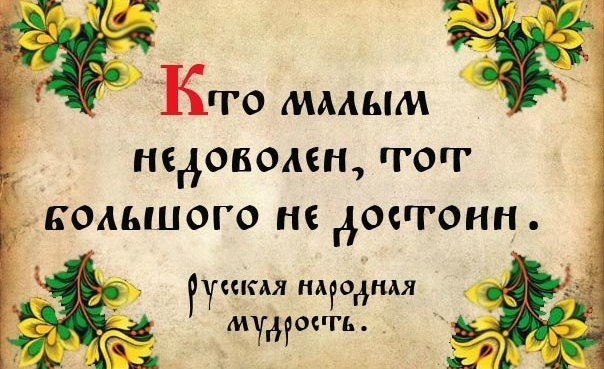 Кто малым
недоволен, тот
большого не достоин.
Русская народная
мудрость.